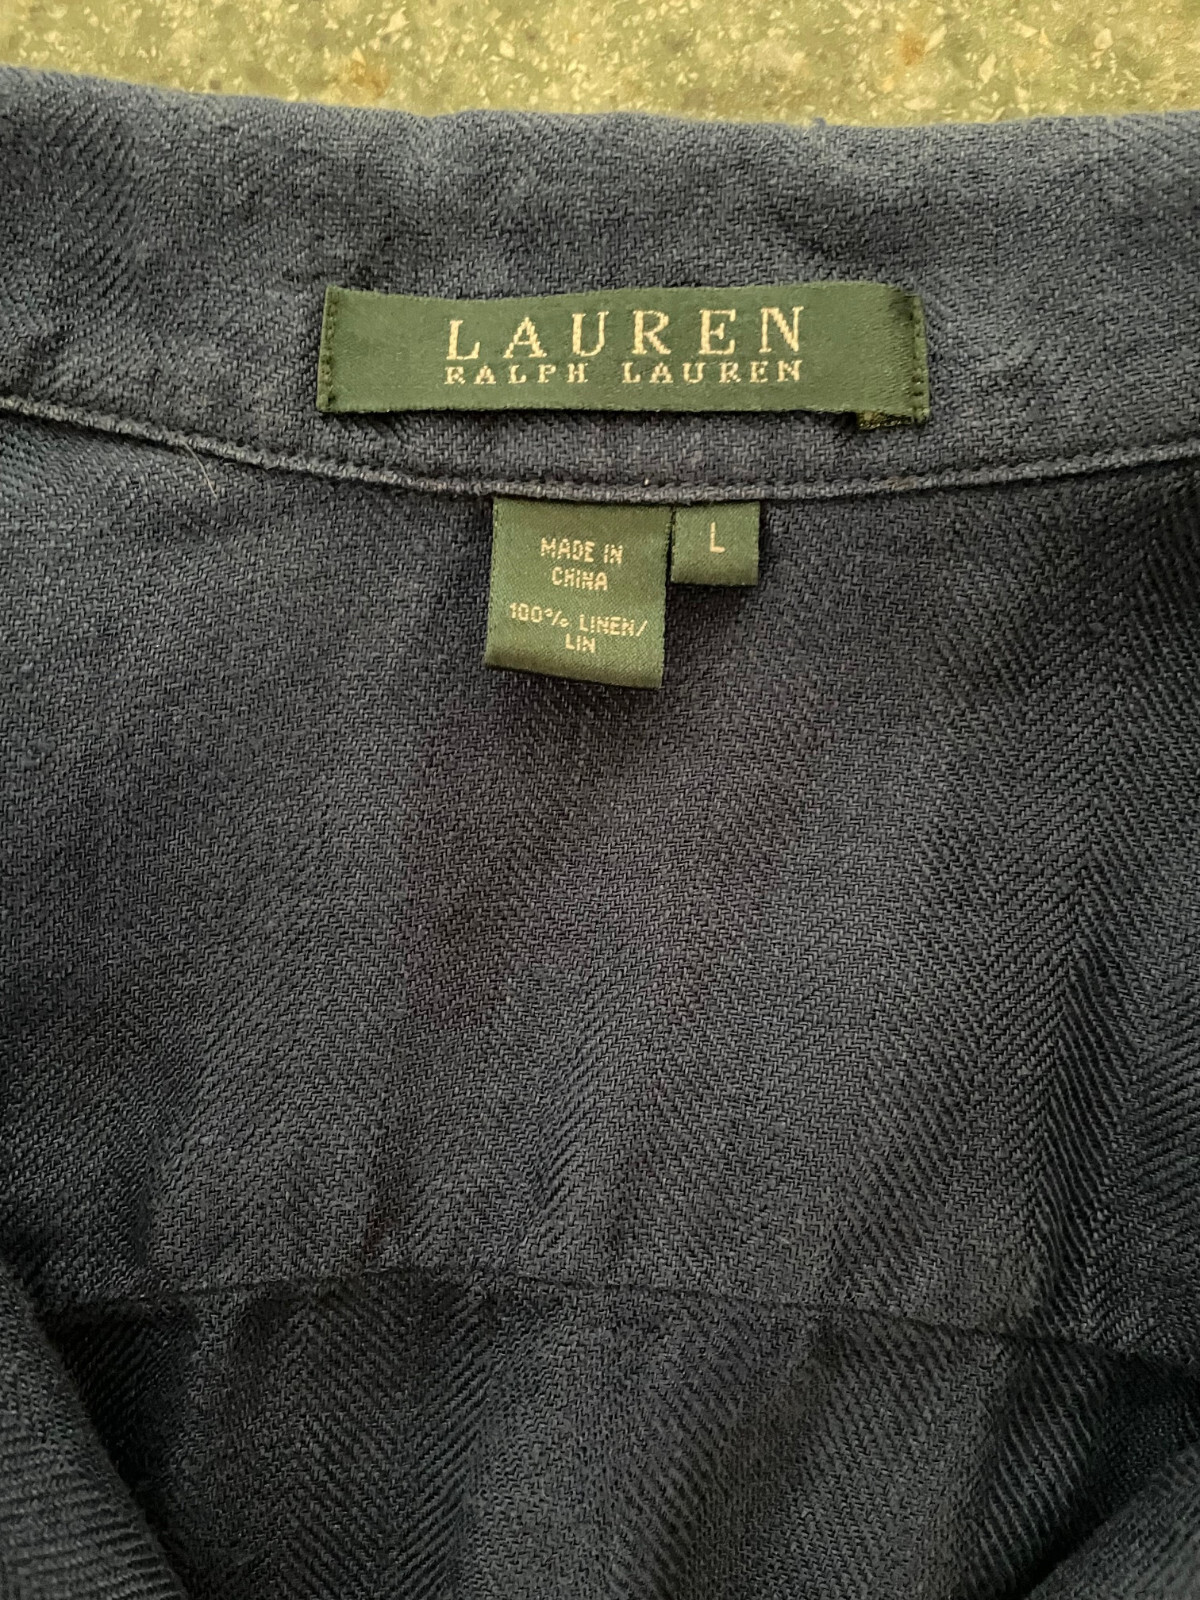 LAUREN
RALPH LAUREN
MADE IN
CHINA
100% LINEN/
LIN
L